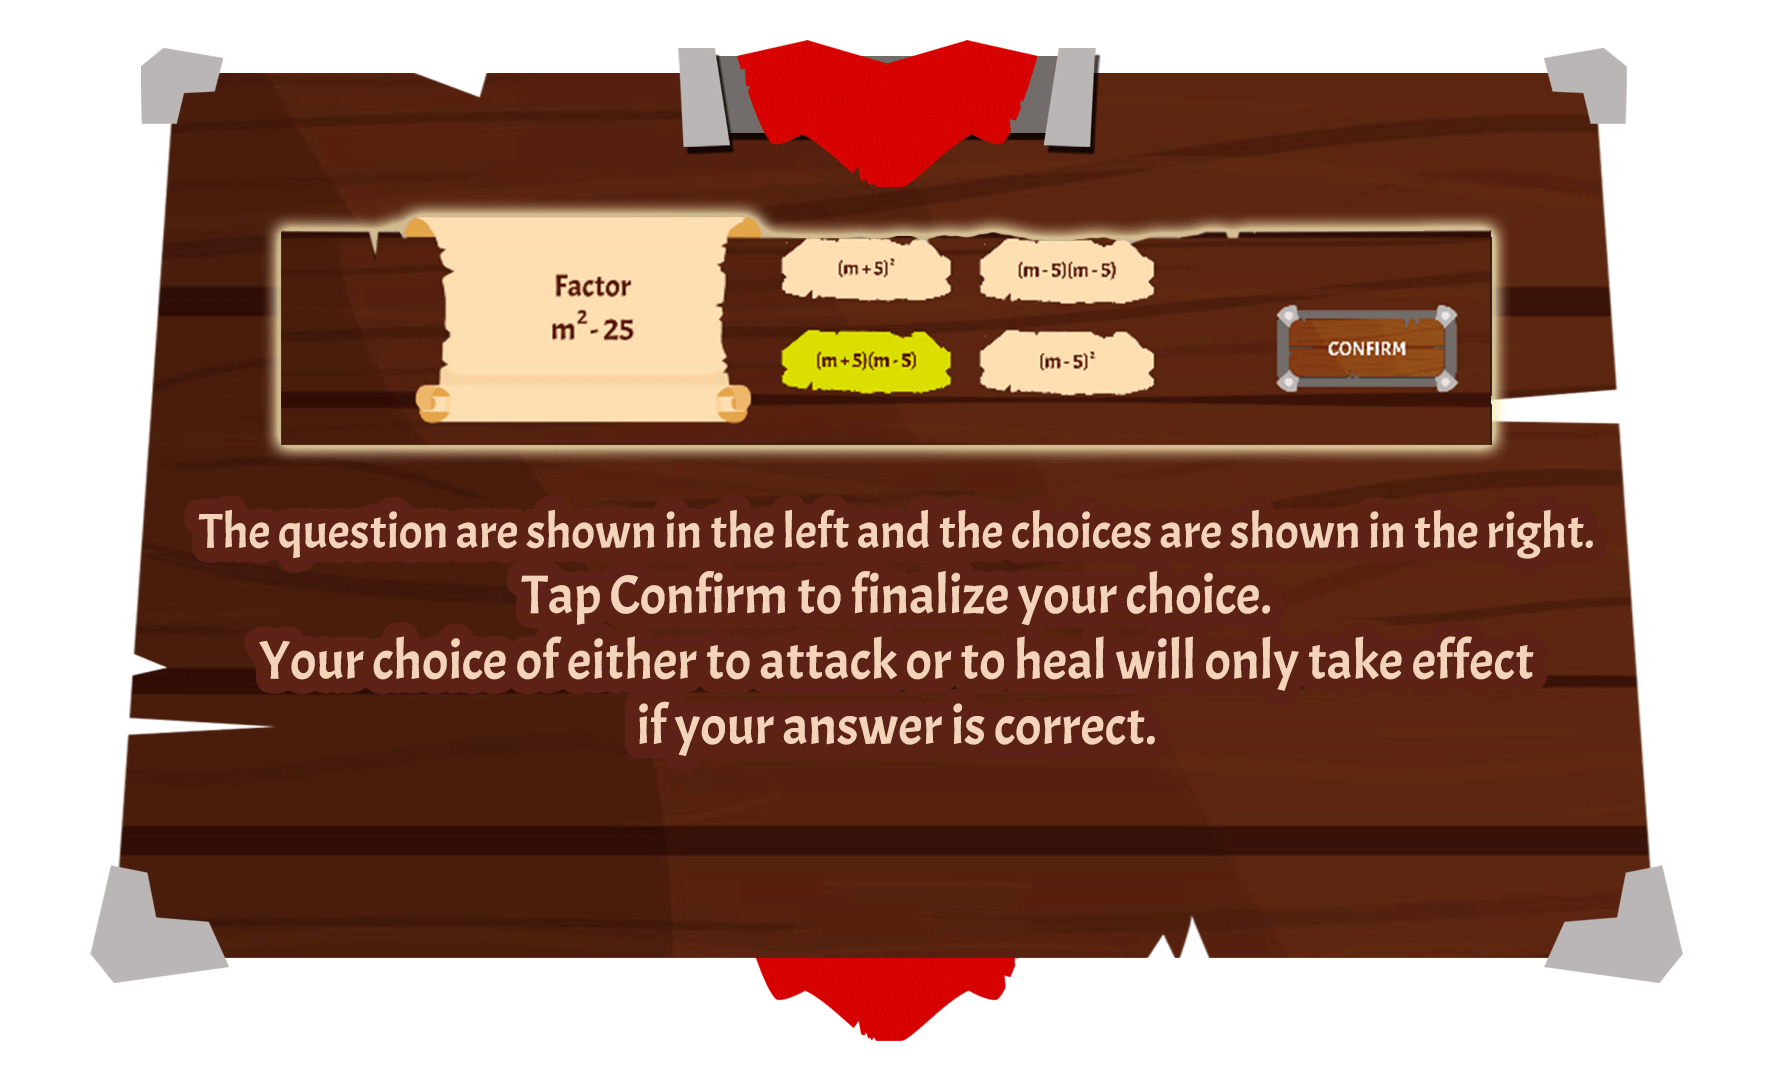 Factor
m² - 25
(m + 5)²
(m - 5)(m - 5)
(m + 5)(m - 5)
(m - 5)²
CONFIRM
The question are shown in the left and the choices are shown in the right.
Tap Confirm to finalize your choice.
Your choice of either to attack or to heal will only take effect
if your answer is correct.